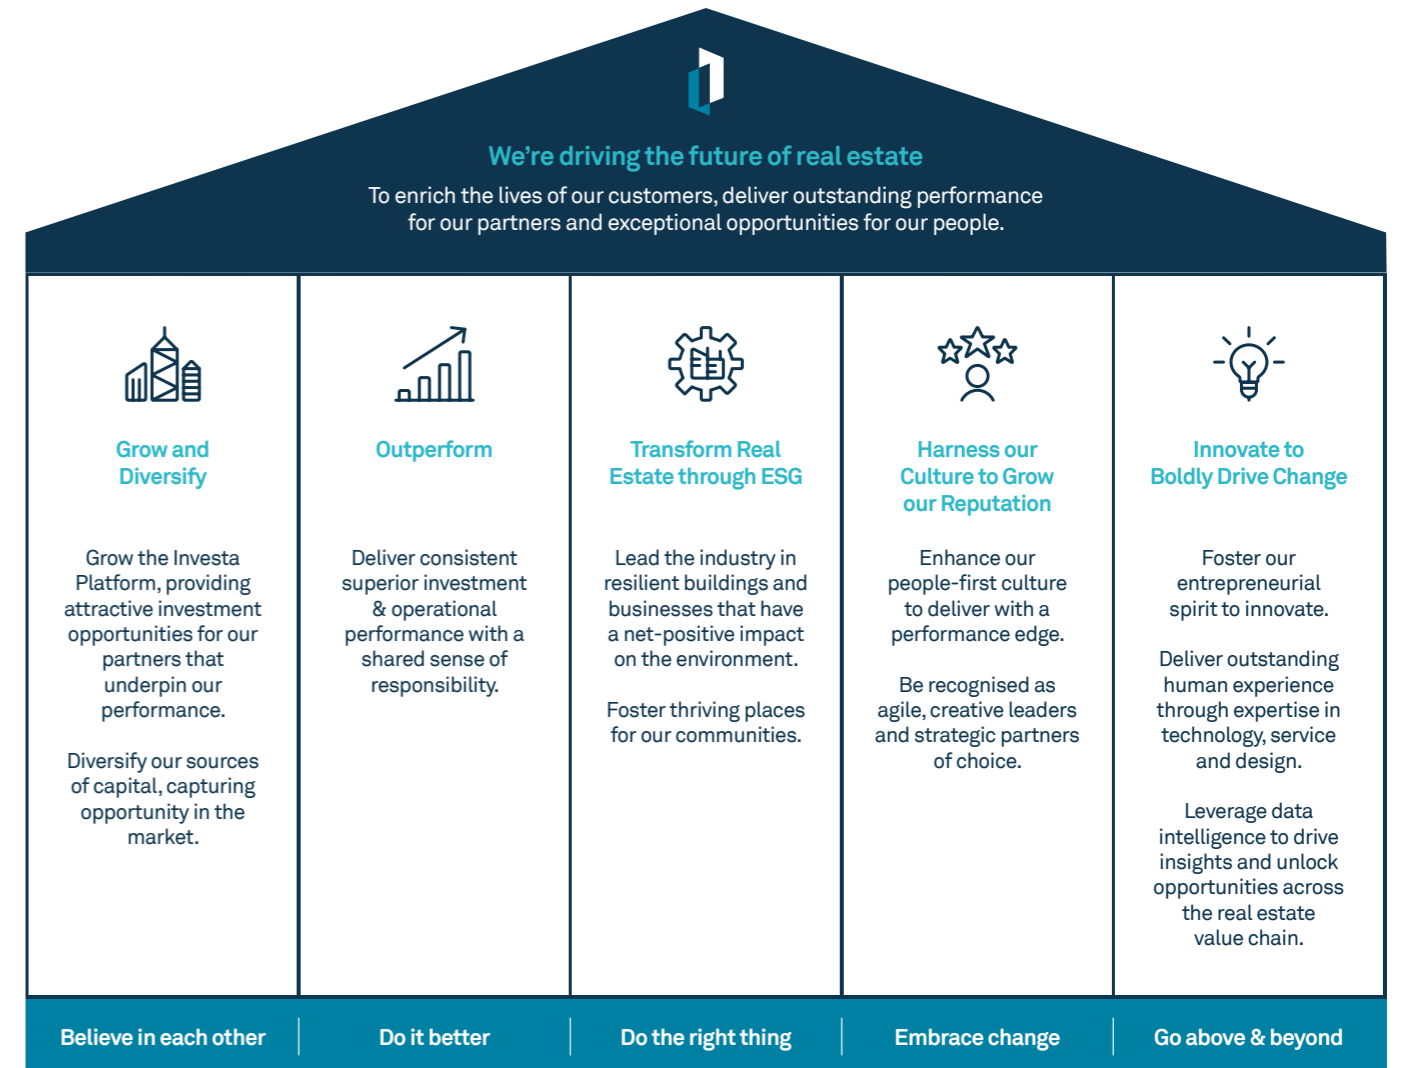 We’re driving the future of real estate
To enrich the lives of our customers, deliver outstanding performance
for our partners and exceptional opportunities for our people.
Grow and
Diversify
Grow the Investa
Platform, providing
attractive investment
opportunities for our
partners that
underpin our
performance.
Diversify our sources
of capital, capturing
opportunity in the
market.
Outperform
Deliver consistent
superior investment
& operational
performance with a
shared sense of
responsibility.
Transform Real
Estate through ESG
Lead the industry in
resilient buildings and
businesses that have
a net-positive impact
on the environment.
Foster thriving places
for our communities.
Harness our
Culture to Grow
our Reputation
Enhance our
people-first culture
to deliver with a
performance edge.
Be recognised as
agile, creative leaders
and strategic partners
of choice.
Innovate to
Boldly Drive Change
Foster our
entrepreneurial
spirit to innovate.
Deliver outstanding
human experience
through expertise in
technology, service
and design.
Leverage data
intelligence to drive
insights and unlock
opportunities across
the real estate
value chain.
Believe in each other
Do it better
Do the right thing
Embrace change
Go above & beyond